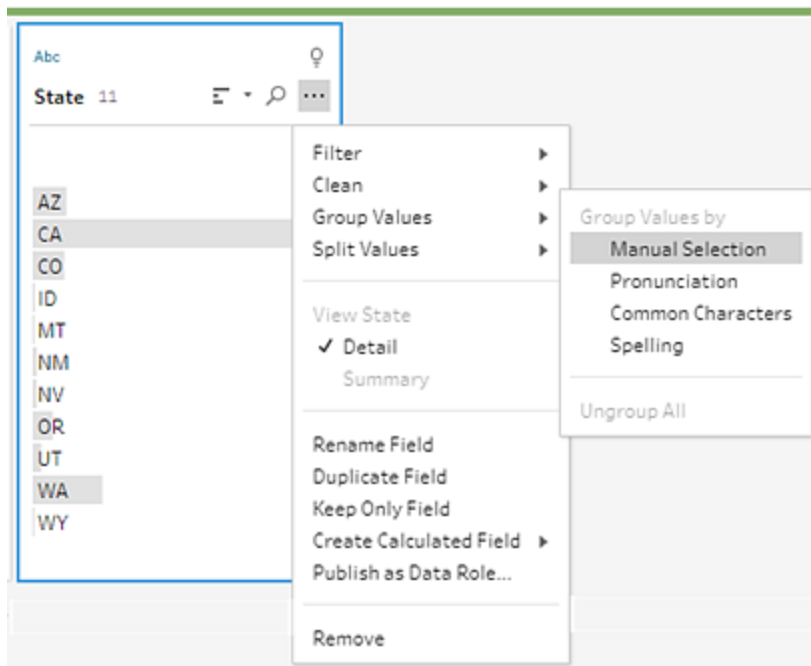 Abc
State 11
AZ
CA
CO
ID
MT
NM
NV
OR
UT
WA
WY
Filter
Clean
Group Values
Split Values
View State
✓ Detail
Summary
Rename Field
Duplicate Field
Keep Only Field
Create Calculated Field
Publish as Data Role...
Remove
Group Values by
Manual Selection
Pronunciation
Common Characters
Spelling
Ungroup All